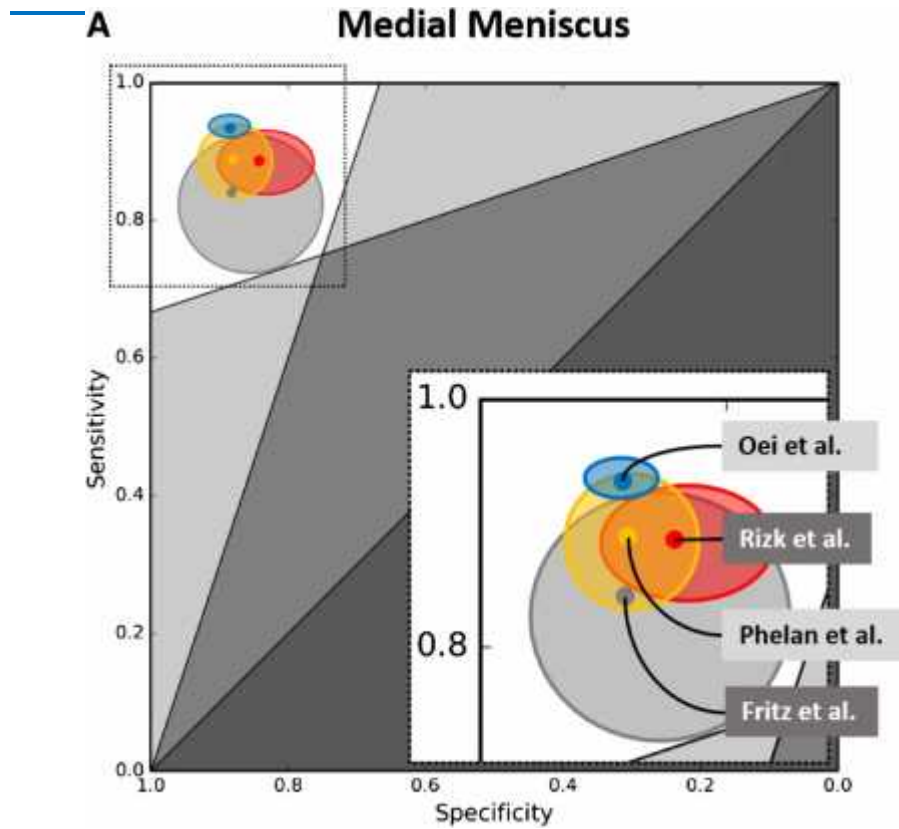 A
Medial Meniscus
1.0
0.8
0.6
0.4
0.2
0.0
Sensitivity
1.0
0.8
Oei et al.
Rizk et al.
Phelan et al.
Fritz et al.
1.0
0.8
0.6
0.4
0.2
0.0
Specificity